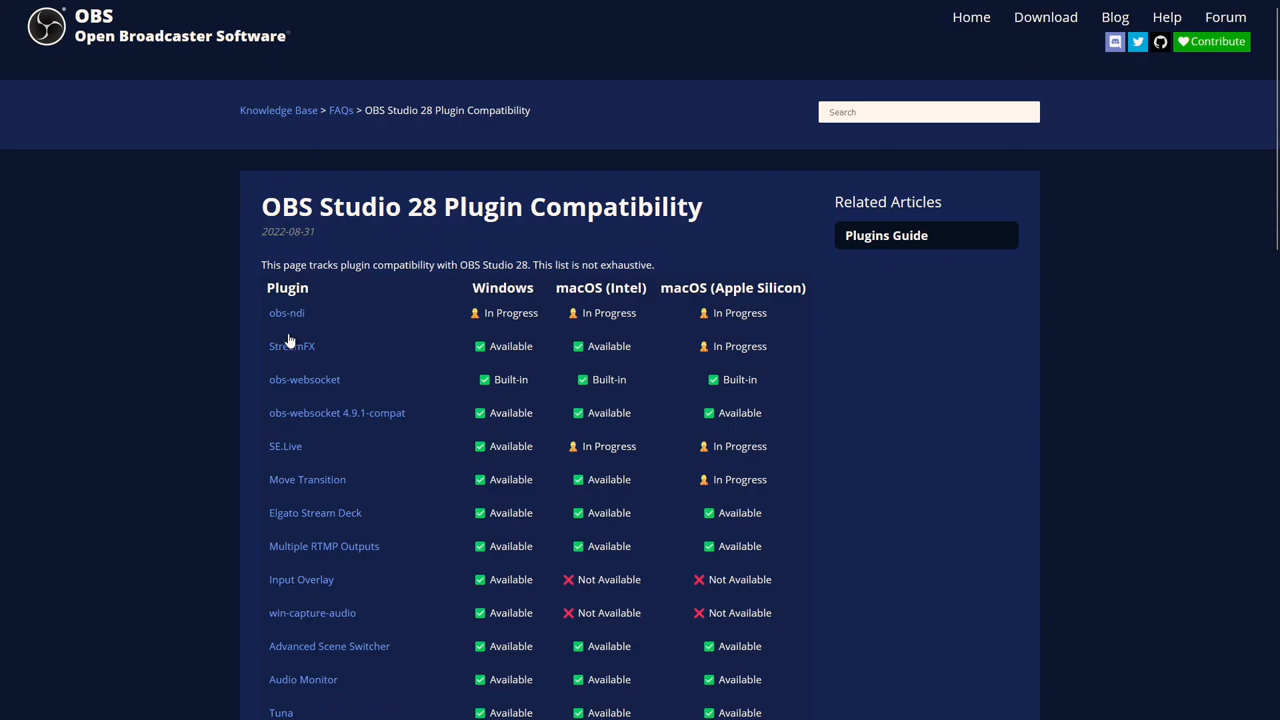 OBS
Open Broadcaster Software
Home Download Blog Help Forum
Contribute
Knowledge Base > FAQs > OBS Studio 28 Plugin Compatibility
Search
OBS Studio 28 Plugin Compatibility
2022-08-31
Related Articles
Plugins Guide
This page tracks plugin compatibility with OBS Studio 28. This list is not exhaustive.
Plugin Windows macOS (Intel) macOS (Apple Silicon)
obs-ndi In Progress In Progress In Progress
StreamFX Available Available In Progress
obs-websocket Built-in Built-in Built-in
obs-websocket 4.9.1-compat Available Available Available
SE.Live Available In Progress In Progress
Move Transition Available Available In Progress
Elgato Stream Deck Available Available Available
Multiple RTMP Outputs Available Available Available
Input Overlay Available Not Available Not Available
win-capture-audio Available Not Available Not Available
Advanced Scene Switcher Available Available Available
Audio Monitor Available Available Available
Tuna Available Available Available